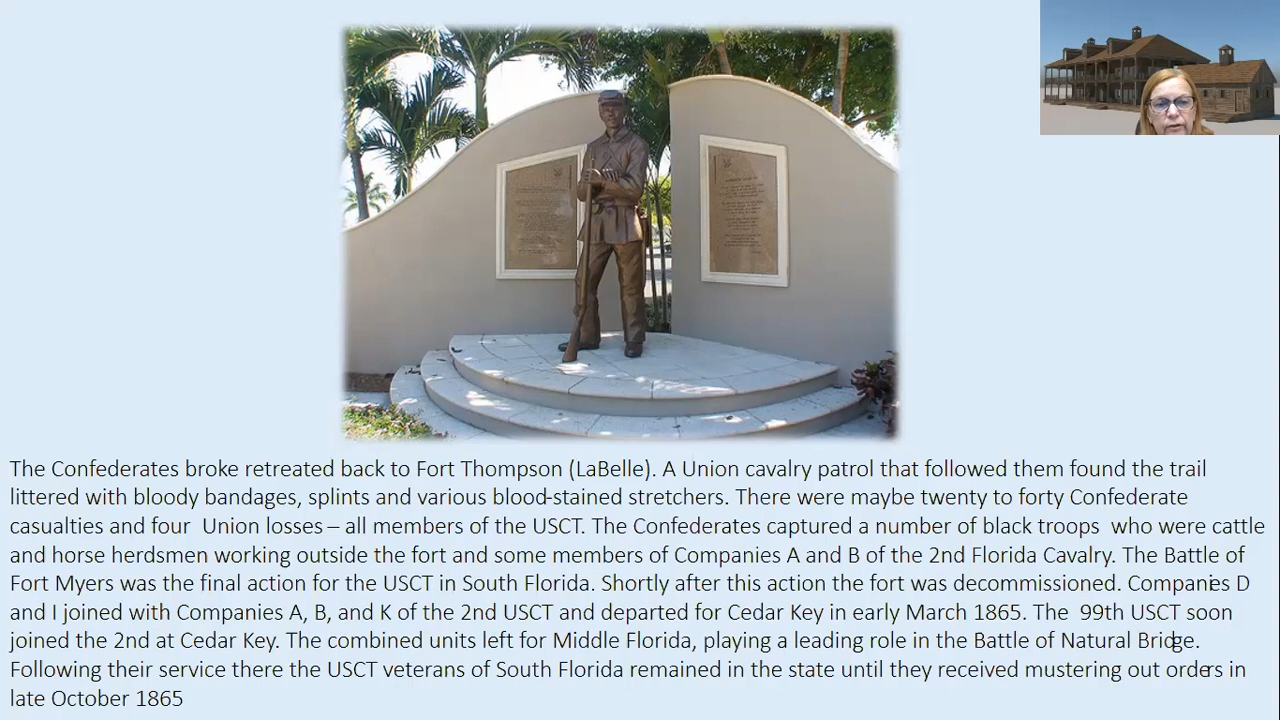 The Confederates broke retreated back to Fort Thompson (LaBelle). A Union cavalry patrol that followed them found the trail
littered with bloody bandages, splints and various blood-stained stretchers. There were maybe twenty to forty Confederate
casualties and four  Union losses – all members of the USCT. The Confederates captured a number of black troops  who were cattle
and horse herdsmen working outside the fort and some members of Companies A and B of the 2nd Florida Cavalry. The Battle of
Fort Myers was the final action for the USCT in South Florida. Shortly after this action the fort was decommissioned. Companies D
and I joined with Companies A, B, and K of the 2nd USCT and departed for Cedar Key in early March 1865. The  99th USCT soon
joined the 2nd at Cedar Key. The combined units left for Middle Florida, playing a leading role in the Battle of Natural Bridge.
Following their service there the USCT veterans of South Florida remained in the state until they received mustering out orders in
late October 1865